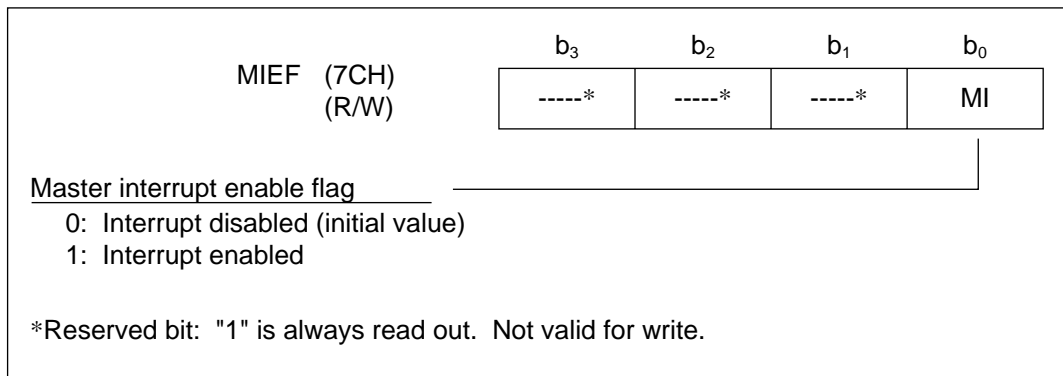 b3 b2 b1 b0
MIEF (7CH)
(R/W)
-----* -----* -----* MI
Master interrupt enable flag
0: Interrupt disabled (initial value)
1: Interrupt enabled
*Reserved bit: "1" is always read out. Not valid for write.